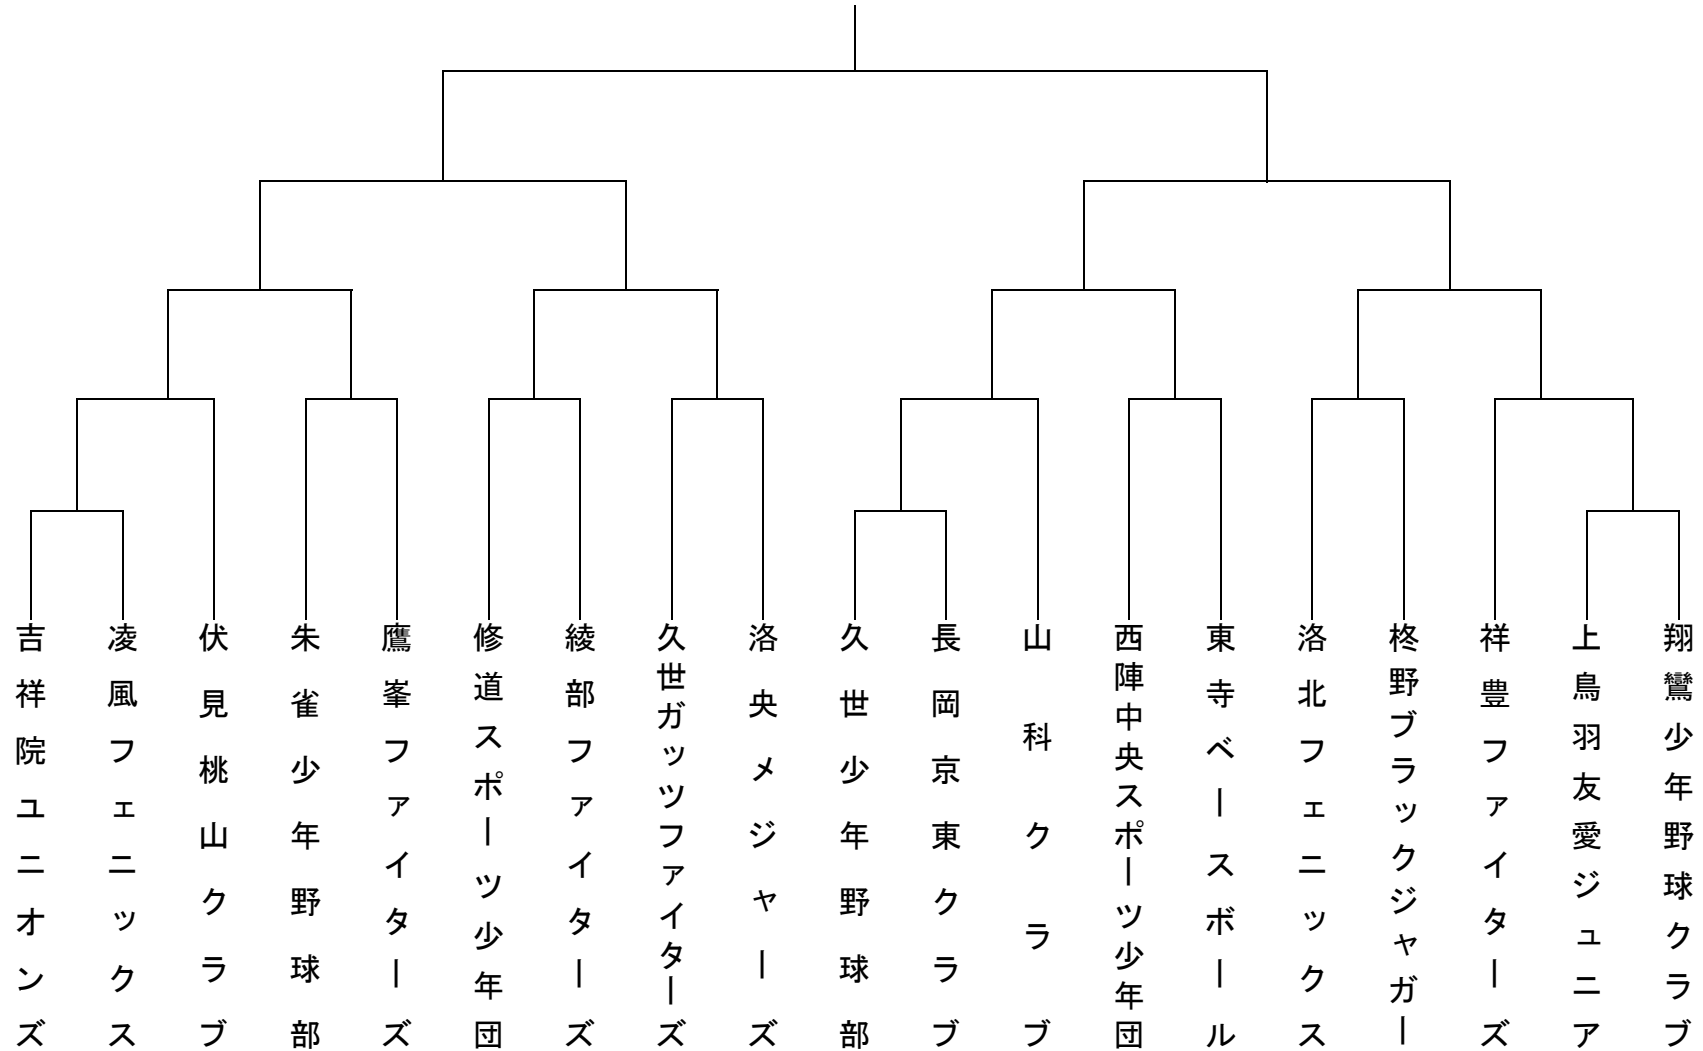 吉祥院ユニオンズ
凌風フェニックス
伏見桃山クラブ
朱雀少年野球部
鷹峯ファイターズ
修道スポーツ少年団
綾部ファイターズ
久世ガッツファイターズ
洛央メジャーズ
久世少年野球部
長岡京東クラブ
山科クラブ
西陣中央スポーツ少年団
東寺ベースボール
洛北フェニックス
柊野ブラックジャガー
祥豊ファイターズ
上鳥羽友愛ジュニア
翔鸞少年野球クラブ